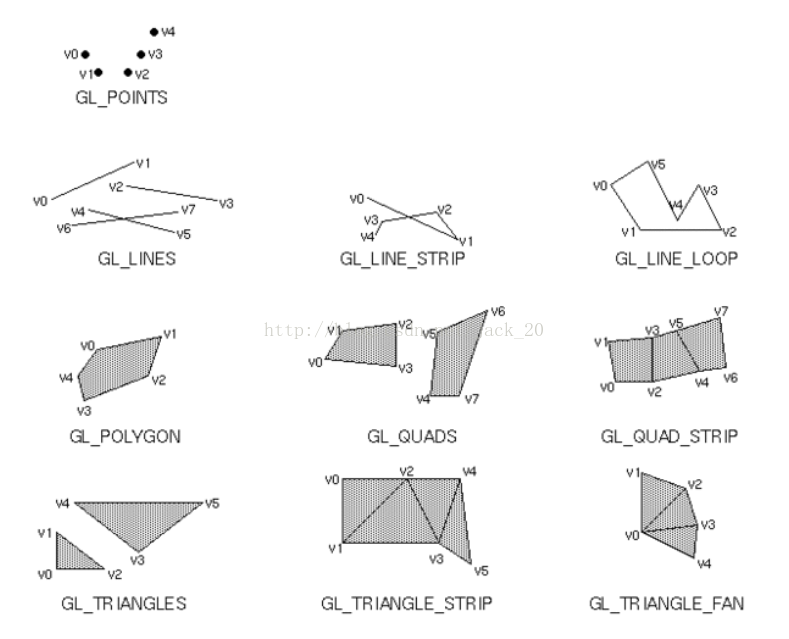 v4
v0 v3
v1 v2
GL_POINTS
v1
v2
v0 v3
v4 v7
v6 v5
GL_LINES
v0
v3 v2
v4 v1
GL_LINE_STRIP
v5
v0 v3
v4
v1 v2
GL_LINE_LOOP
v0 v1
v4 v2
v3
GL_POLYGON
v6
v1 v2 v5
v0 v3
v4 v7
GL_QUADS
v7
v1 v3 v5
v0 v2 v4 v6
GL_QUAD_STRIP
v4 v5
v1
v3
v0 v2
GL_TRIANGLES
v0 v2 v4
v1 v3
v5
GL_TRIANGLE_STRIP
v1
v2
v0 v3
v4
GL_TRIANGLE_FAN